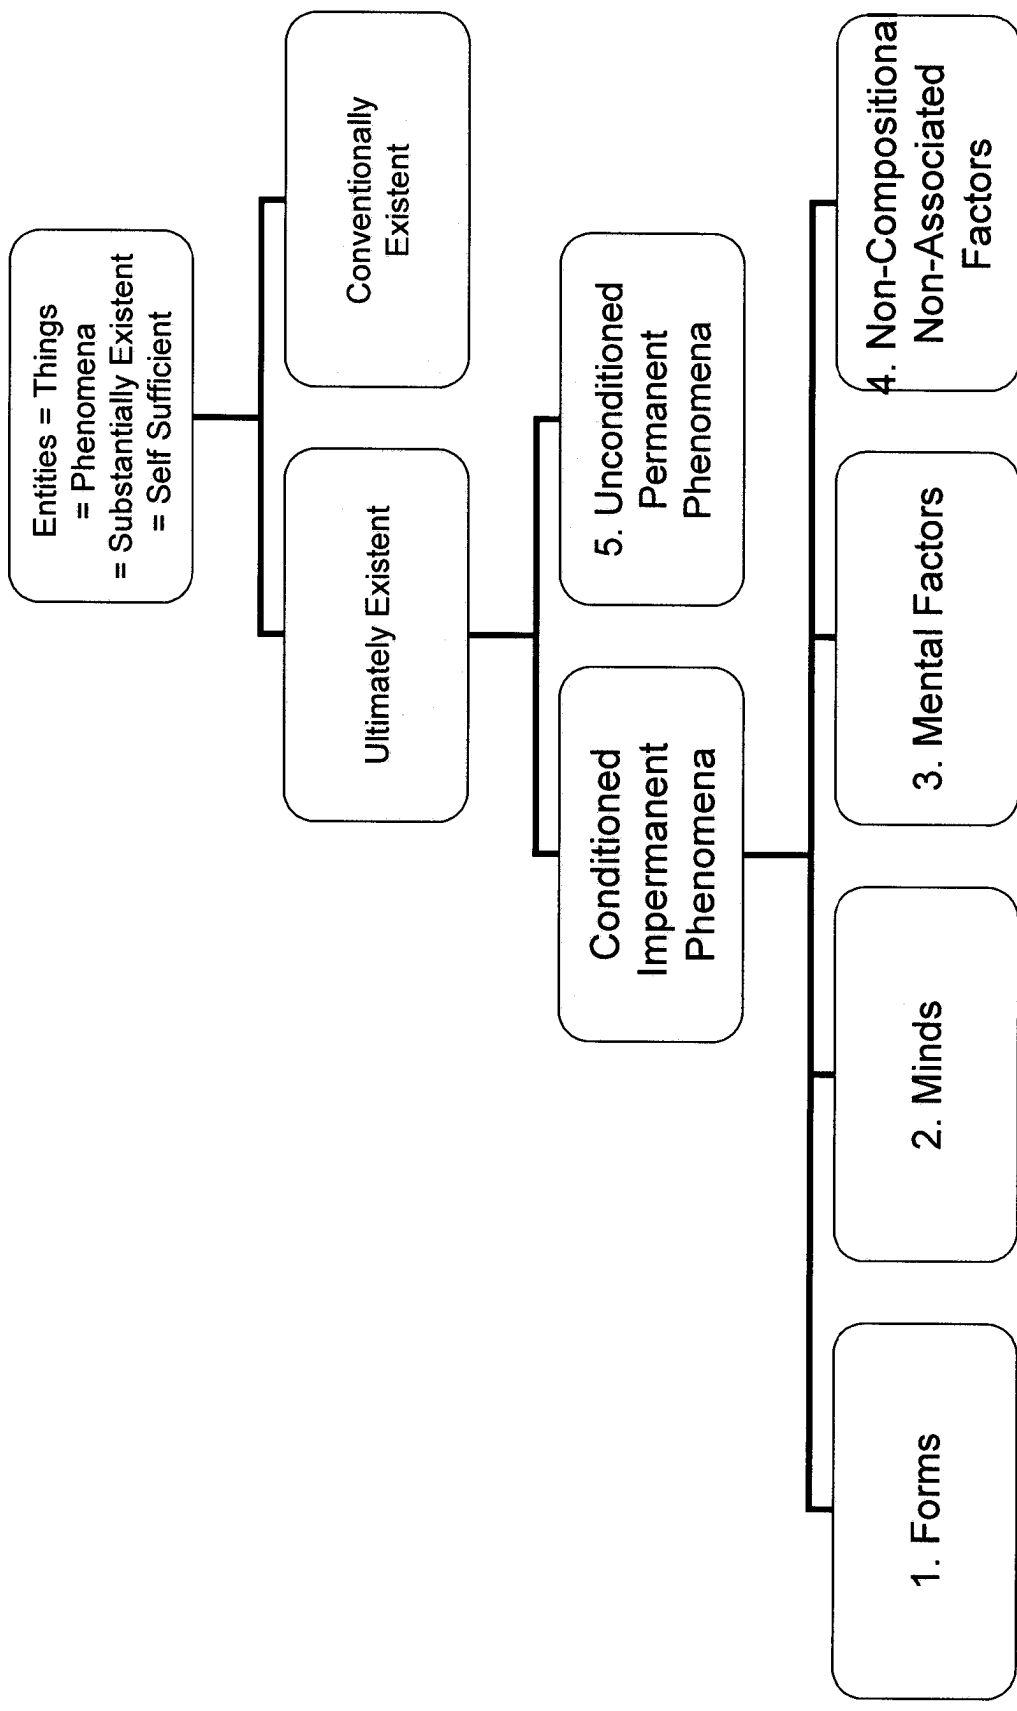 Entities = Things
= Phenomena
= Substantially Existent
= Self Sufficient
Ultimately Existent
Conventionally
Existent
Conditioned
Impermanent
Phenomena
5. Unconditioned
Permanent
Phenomena
1. Forms
2. Minds
3. Mental Factors
4. Non-Compositional
Non-Associated
Factors